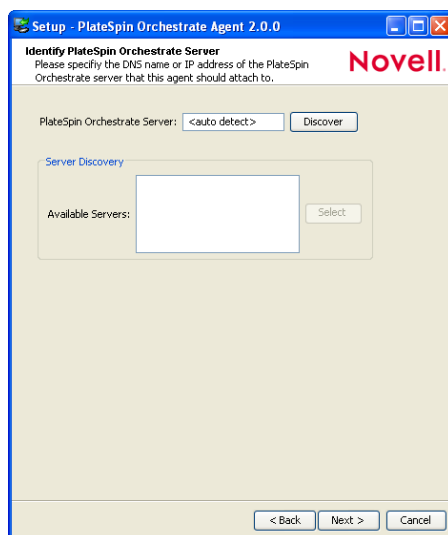 Setup - PlateSpin Orchestrate Agent 2.0.0
Identify PlateSpin Orchestrate Server
Please specifiy the DNS name or IP address of the PlateSpin
Orchestrate server that this agent should attach to.
Novell.
PlateSpin Orchestrate Server: <auto detect> Discover
Server Discovery
Available Servers: Select
< Back Next > Cancel